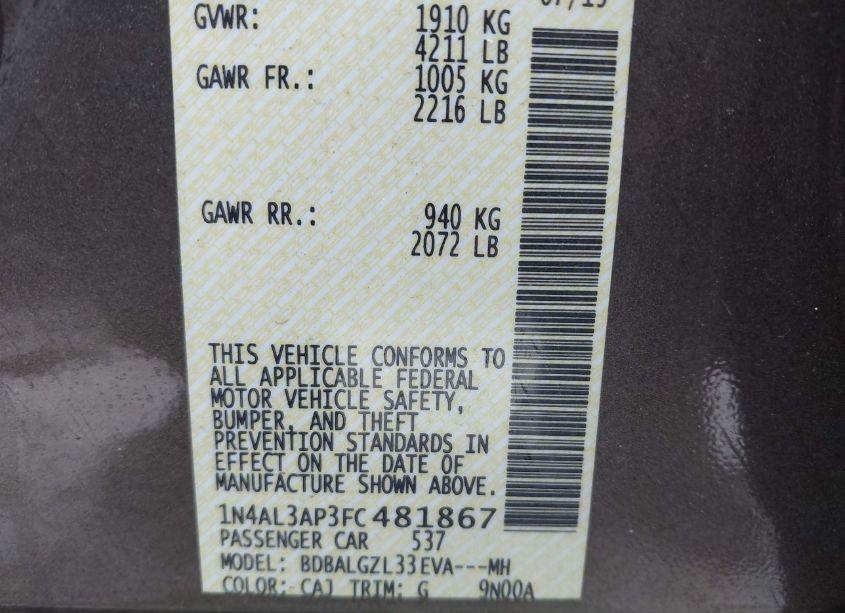 07/15
GVWR: 1910 KG
4211 LB
GAWR FR.: 1005 KG
2216 LB
GAWR RR.: 940 KG
2072 LB
THIS VEHICLE CONFORMS TO
ALL APPLICABLE FEDERAL
MOTOR VEHICLE SAFETY,
BUMPER, AND THEFT
PREVENTION STANDARDS IN
EFFECT ON THE DATE OF
MANUFACTURE SHOWN ABOVE.
1N4AL3AP3FC481867
PASSENGER CAR 537
MODEL: BDBALGZL33EVA---MH
COLOR: CAJ TRIM: G 9N00A